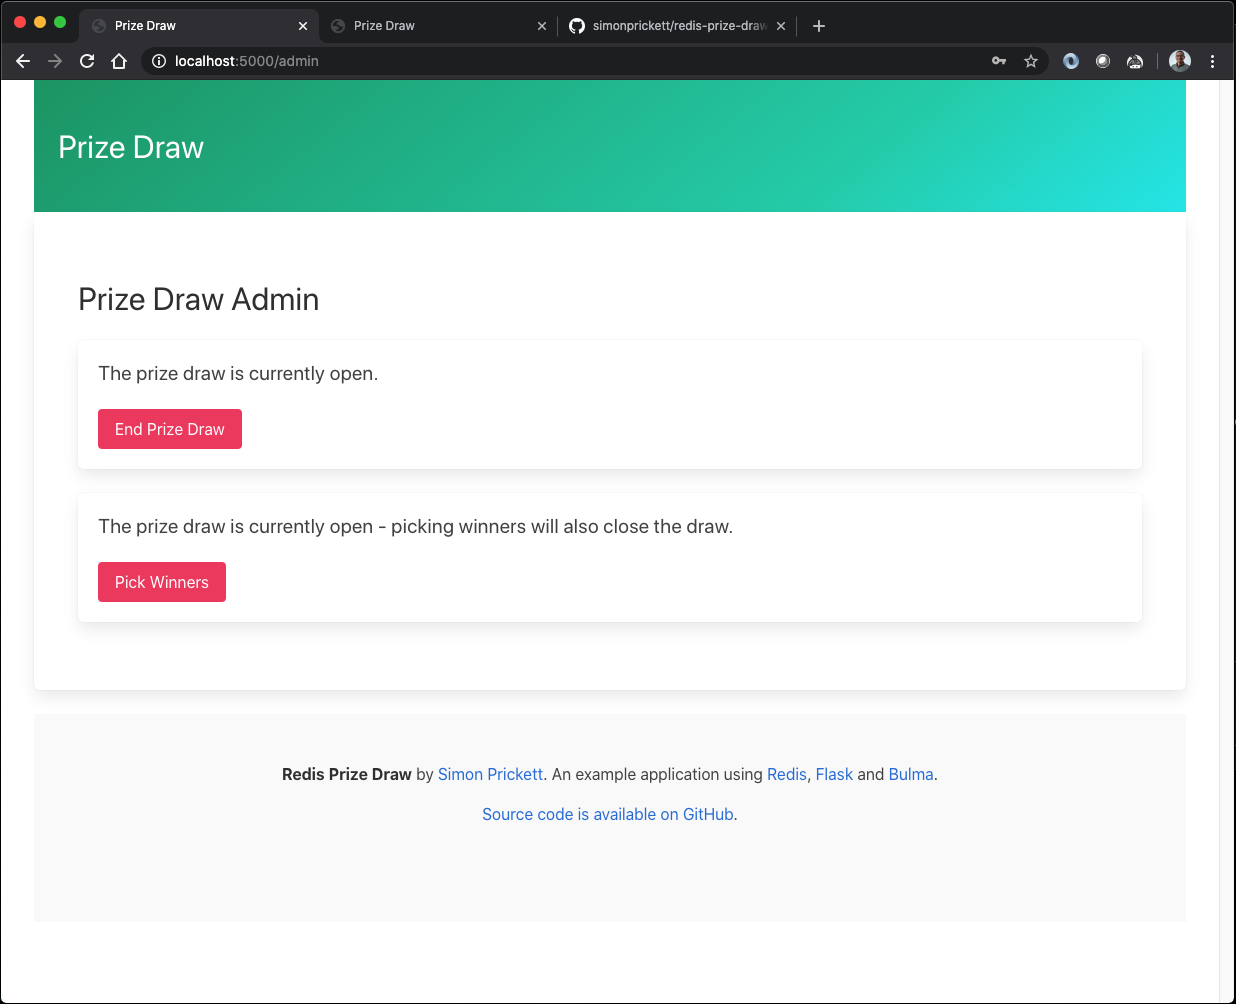 Prize Draw
Prize Draw
simonprickett/redis-prize-draw
localhost:5000/admin
Prize Draw
Prize Draw Admin
The prize draw is currently open.
End Prize Draw
The prize draw is currently open - picking winners will also close the draw.
Pick Winners
Redis Prize Draw by Simon Prickett. An example application using Redis, Flask and Bulma.
Source code is available on GitHub.